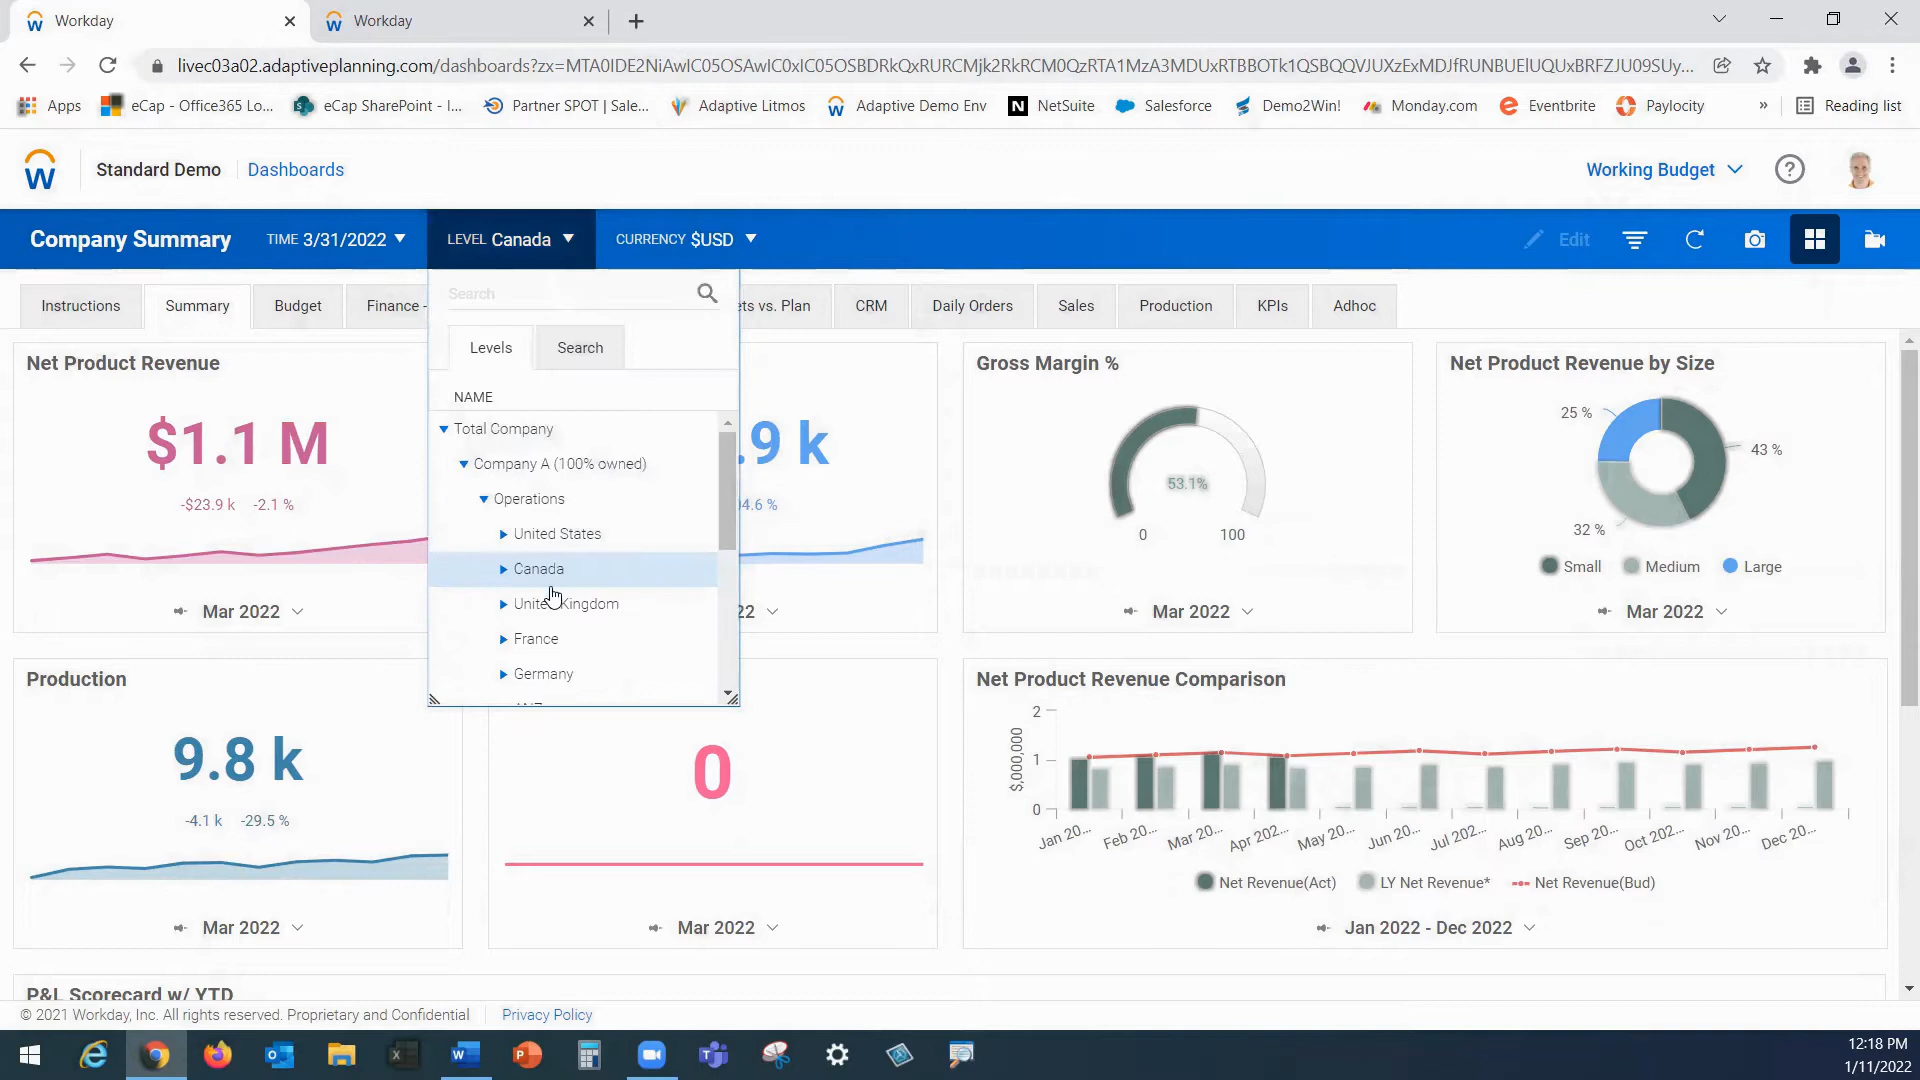 Workday
Workday
livec03a02.adaptiveplanning.com/dashboards?zx=
Apps
eCap - Office365 Lo...
eCap SharePoint - I...
Partner SPOT | Sale...
Adaptive Litmos
Adaptive Demo Env
NetSuite
Salesforce
Demo2Win!
Monday.com
Eventbrite
Paylocity
»
Reading list
Standard Demo
Dashboards
Working Budget
Company Summary
TIME 3/31/2022
LEVEL Canada
CURRENCY $USD
Edit
Instructions
Summary
Budget
Finance -
ets vs. Plan
CRM
Daily Orders
Sales
Production
KPIs
Adhoc
Search
Levels
Search
NAME
Total Company
Company A (100% owned)
Operations
United States
Canada
United Kingdom
France
Germany
Net Product Revenue
$1.1 M
-$23.9 k -2.1 %
Mar 2022
.9 k
04.6 %
22
Gross Margin %
53.1%
0
100
Mar 2022
Net Product Revenue by Size
25 %
43 %
32 %
Small
Medium
Large
Mar 2022
Production
9.8 k
-4.1 k -29.5 %
Mar 2022
0
Mar 2022
Net Product Revenue Comparison
$,000,000
2
1
0
Jan 20...
Feb 20...
Mar 20...
Apr 202...
May 20...
Jun 20...
Jul 202...
Aug 20...
Sep 20...
Oct 202...
Nov 20...
Dec 20...
Net Revenue(Act)
LY Net Revenue*
Net Revenue(Bud)
Jan 2022 - Dec 2022
P&L Scorecard w/ YTD
© 2021 Workday, Inc. All rights reserved. Proprietary and Confidential
Privacy Policy
12:18 PM
1/11/2022